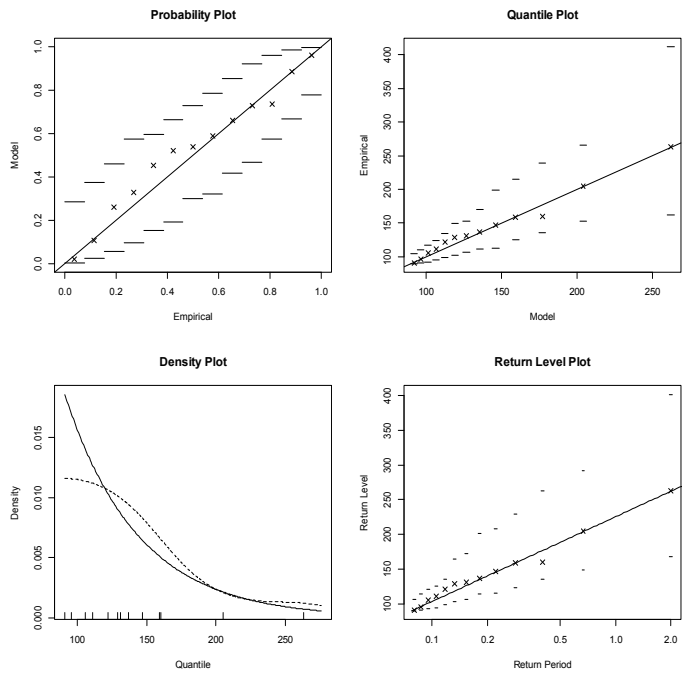 Probability Plot
Model
0.0 0.2 0.4 0.6 0.8 1.0
0.0 0.2 0.4 0.6 0.8 1.0
Empirical
Quantile Plot
Empirical
100 150 200 250 300 350 400
100 150 200 250
Model
Density Plot
Density
0.000 0.005 0.010 0.015
100 150 200 250
Quantile
Return Level Plot
Return Level
100 150 200 250 300 350 400
0.1 0.2 0.5 1.0 2.0
Return Period